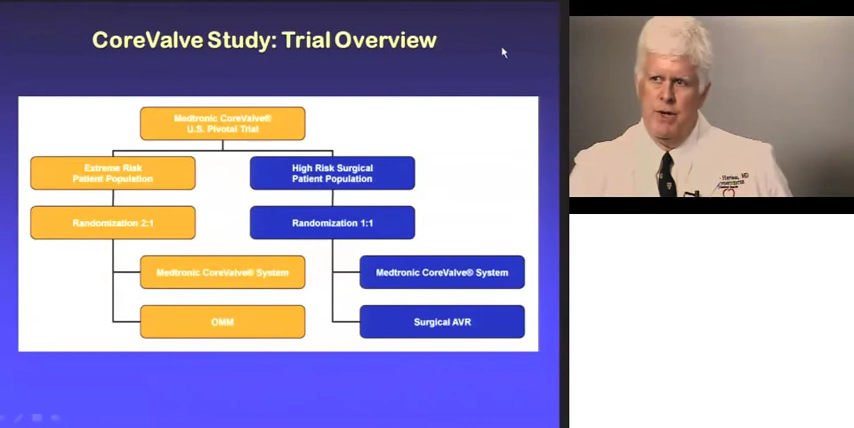 CoreValve Study: Trial Overview
Medtronic CoreValve®
U.S. Pivotal Trial
Extreme Risk
Patient Population
High Risk Surgical
Patient Population
Randomization 2:1
Randomization 1:1
Medtronic CoreValve® System
Medtronic CoreValve® System
OMM
Surgical AVR
MD